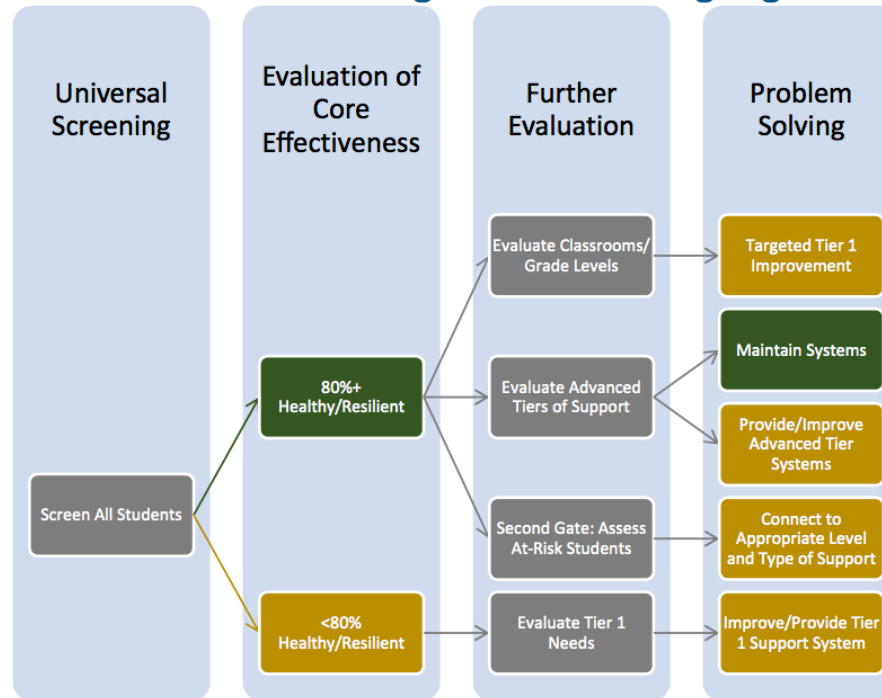 Universal
Screening
Evaluation of
Core
Effectiveness
Further
Evaluation
Problem
Solving
Screen All Students
80%+
Healthy/Resilient
<80%
Healthy/Resilient
Evaluate Classrooms/
Grade Levels
Evaluate Advanced
Tiers of Support
Second Gate: Assess
At-Risk Students
Evaluate Tier 1
Needs
Targeted Tier 1
Improvement
Maintain Systems
Provide/Improve
Advanced Tier
Systems
Connect to
Appropriate Level
and Type of Support
Improve/Provide Tier
1 Support System